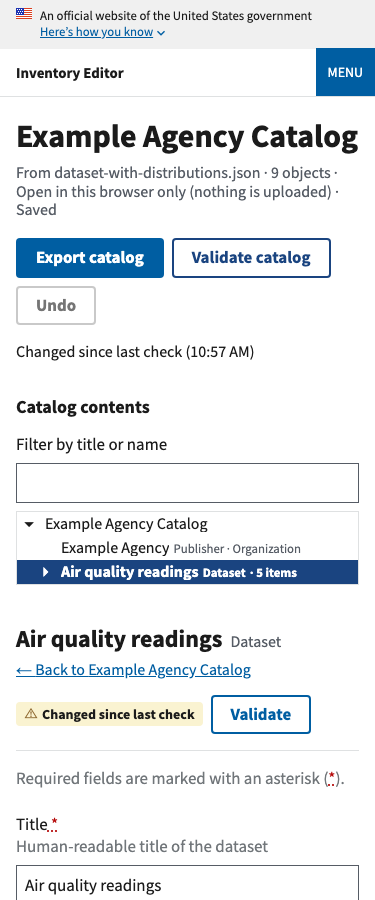 An official website of the United States government
Here's how you know
Inventory Editor
MENU
Example Agency Catalog
From dataset-with-distributions.json · 9 objects ·
Open in this browser only (nothing is uploaded) ·
Saved
Export catalog
Validate catalog
Undo
Changed since last check (10:57 AM)
Catalog contents
Filter by title or name
Example Agency Catalog
Example Agency Publisher · Organization
Air quality readings Dataset · 5 items
Air quality readings Dataset
← Back to Example Agency Catalog
Changed since last check
Validate
Required fields are marked with an asterisk (*).
Title *
Human-readable title of the dataset
Air quality readings